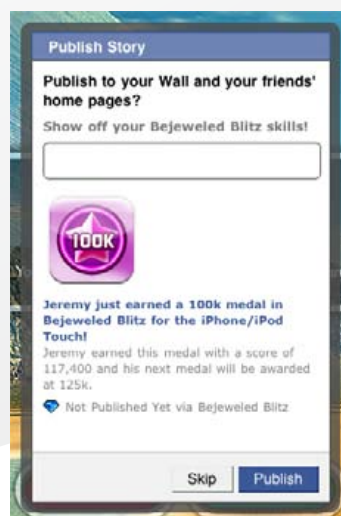 Publish Story
Publish to your Wall and your friends'
home pages?
Show off your Bejeweled Blitz skills!
100K
Jeremy just earned a 100k medal in
Bejeweled Blitz for the iPhone/iPod
Touch!
Jeremy earned this medal with a score of
117,400 and his next medal will be awarded
at 125k.
Not Published Yet via Bejeweled Blitz
Skip
Publish